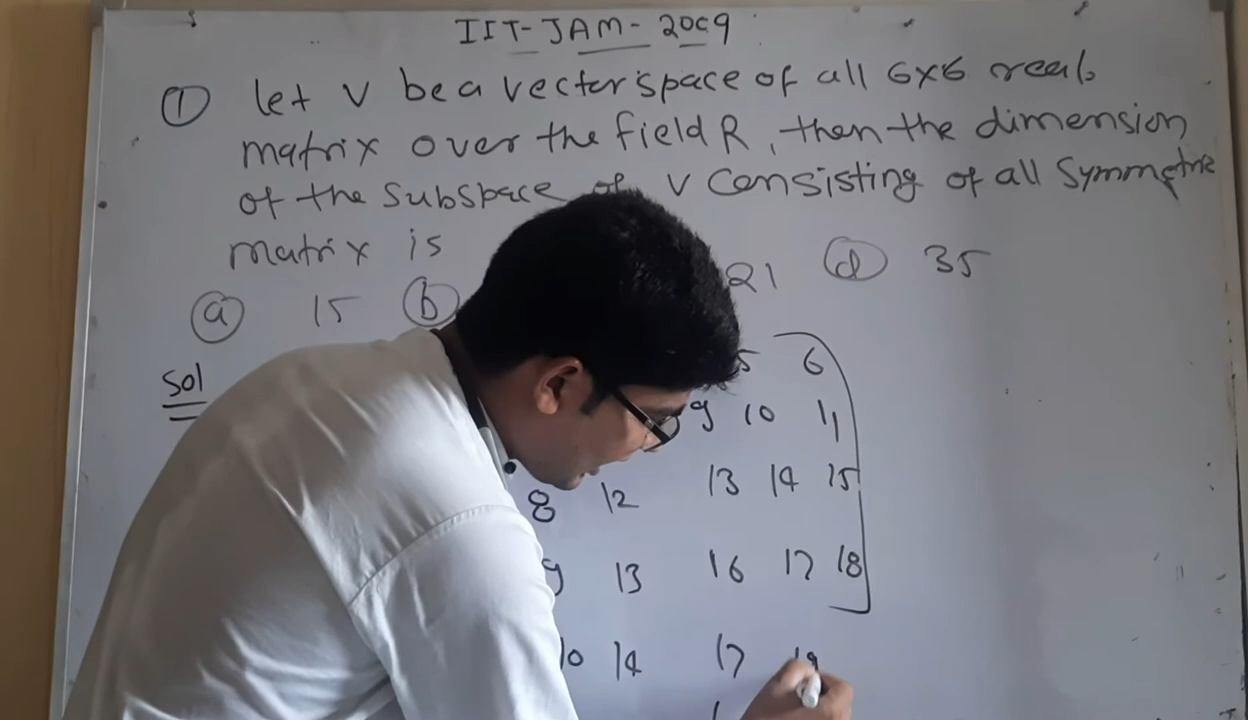 IIT-JAM-2009
① let V be a vector space of all 6x6 real
matrix over the field R, then the dimension
of the subspace of V consisting of all Symmetric
matrix is
ⓐ 15 ⓑ 21 ⓓ 35
Sol
5 6
9 10 11
8 12 13 14 15
9 13 16 17 18
10 14 17 19